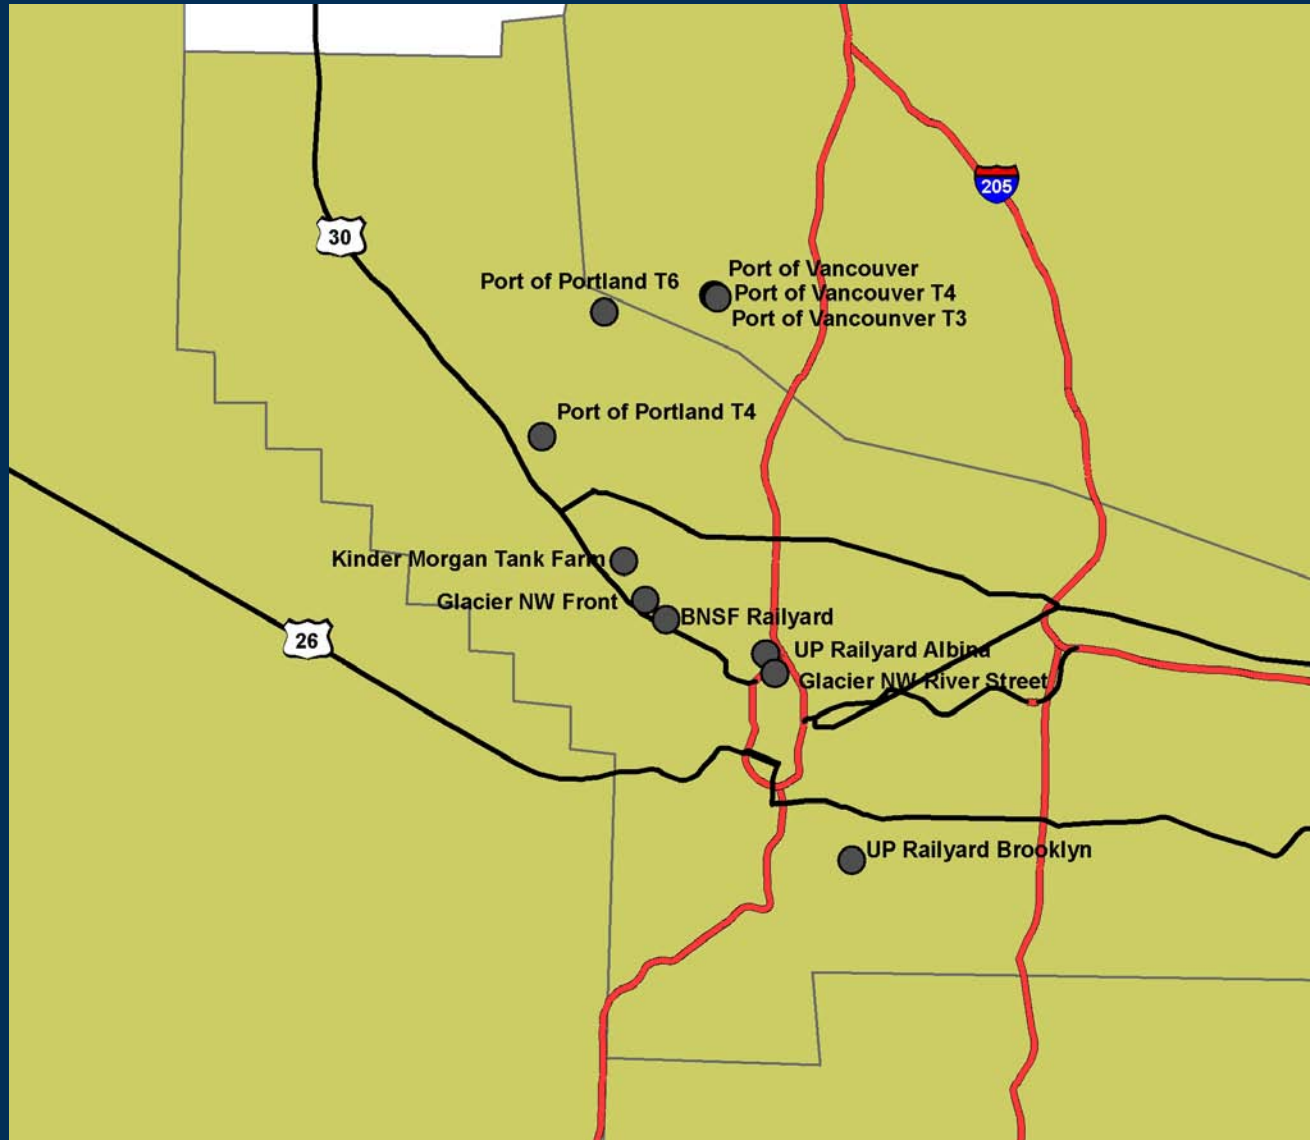 205
30
Port of Vancouver
Port of Portland T6
Port of Vancouver T4
Port of Vancounver T3
Port of Portland T4
Kinder Morgan Tank Farm
Glacier NW Front
BNSF Railyard
26
UP Railyard Albina
Glacier NW River Street
UP Railyard Brooklyn